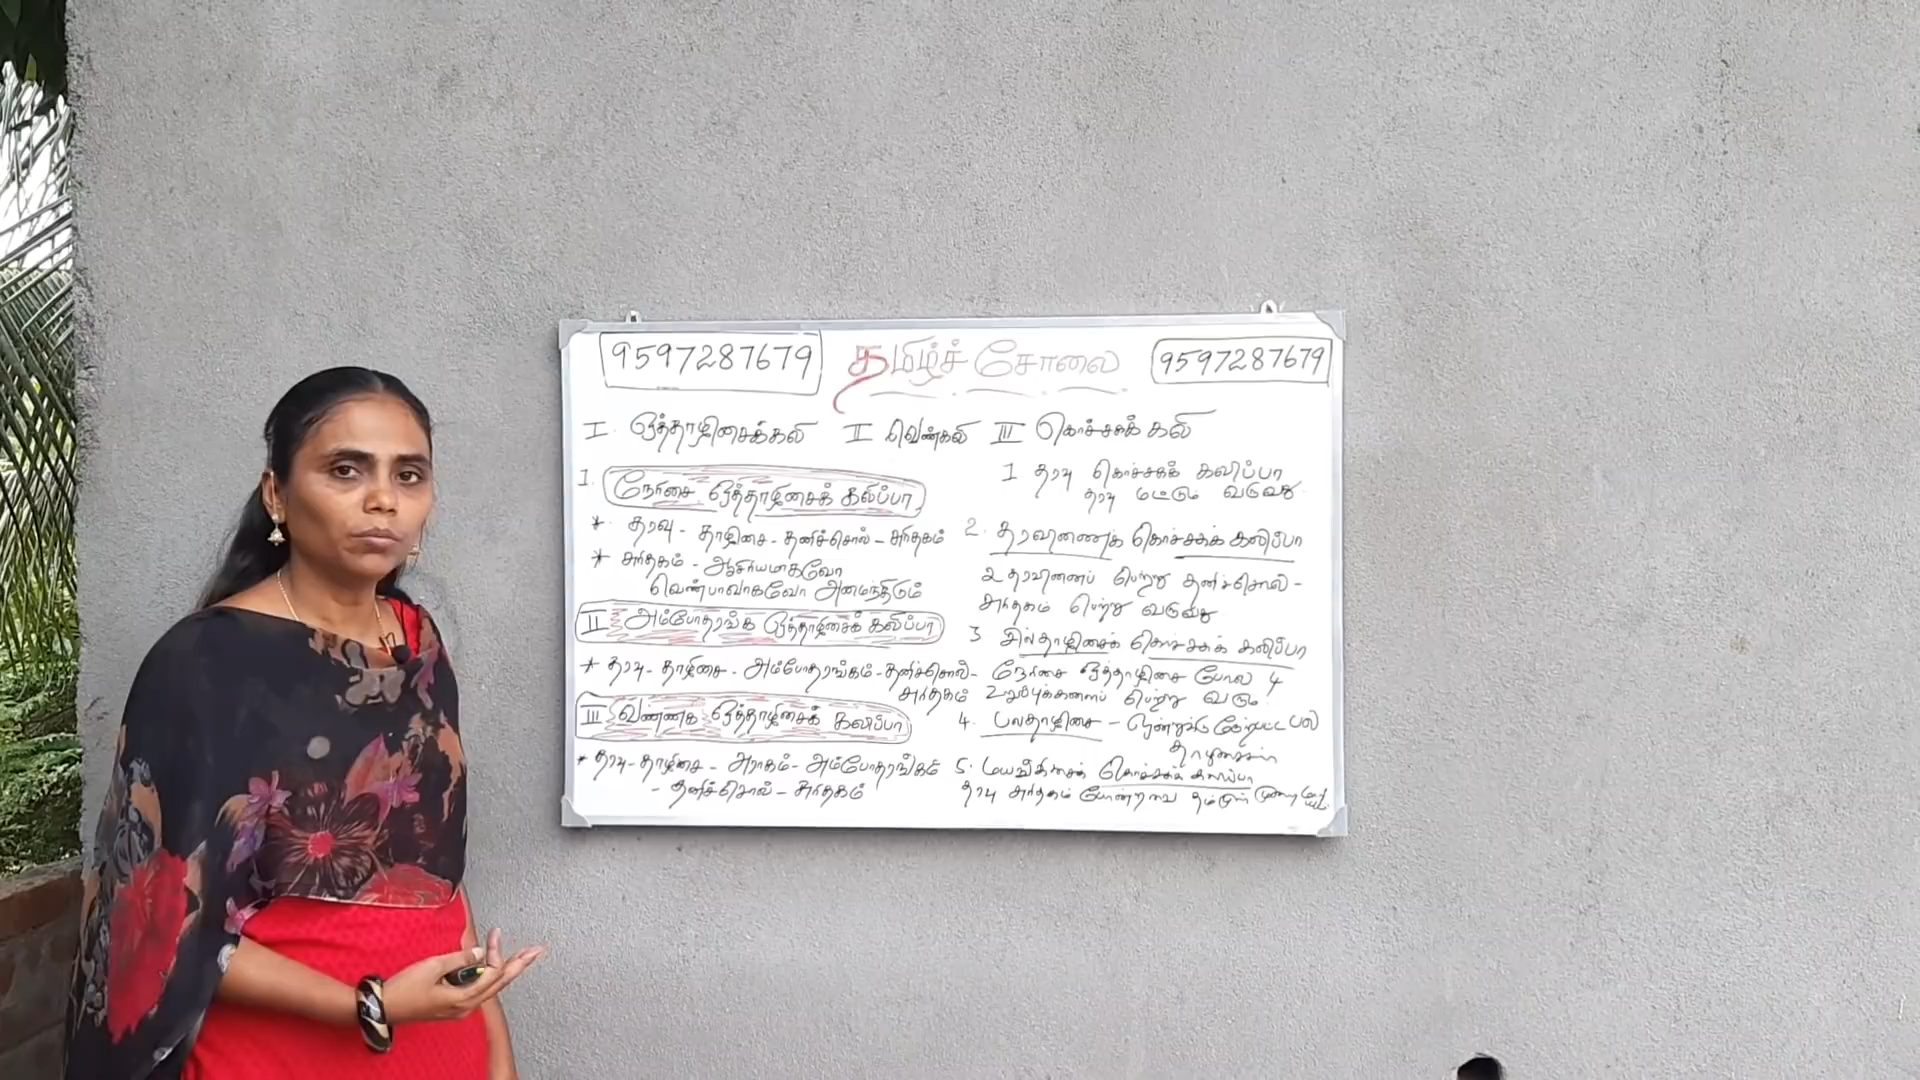 9597287679 தமிழ்ச் சோலை 9597287679
I. ஒத்தாழிசைக்கலி II வெண்கலி III கொச்சகக் கலி
1. நேரிசை ஒத்தாழிசைக் கலிப்பா
* தரவு - தாழிசை - தனிச்சொல் - சுரிதகம்
* சுரிதகம் - ஆசிரியமாகவோ
வெண்பாவாகவோ அமைந்திடும்
II அம்போதரங்க ஒத்தாழிசைக் கலிப்பா
* தரவு - தாழிசை - அம்போதரங்கம் - தனிச்சொல் -
சுரிதகம்
III வண்ணக ஒத்தாழிசைக் கலிப்பா
* தரவு - தாழிசை - அராகம் - அம்போதரங்கம்
- தனிச்சொல் - சுரிதகம்
1 தரவு கொச்சகக் கலிப்பா
தரவு மட்டும் வருவது
2. தரவிணைக் கொச்சகக் கலிப்பா
2 தரவிணைப் பெற்று தனிச்சொல் -
சுரிதகம் பெற்று வருவது
3 சிஃதாழிசைக் கொச்சகக் கலிப்பா
நேரிசை ஒத்தாழிசை போல 4
உறுப்புக்களைப் பெற்று வரும்
4. பஃதாழிசை - மேற்பட்ட பல
தாழிசைகள்
5. மயங்கிசைக் கொச்சகக் கலிப்பா
தரவு சுரிதகம் போன்றவை தம்முள்